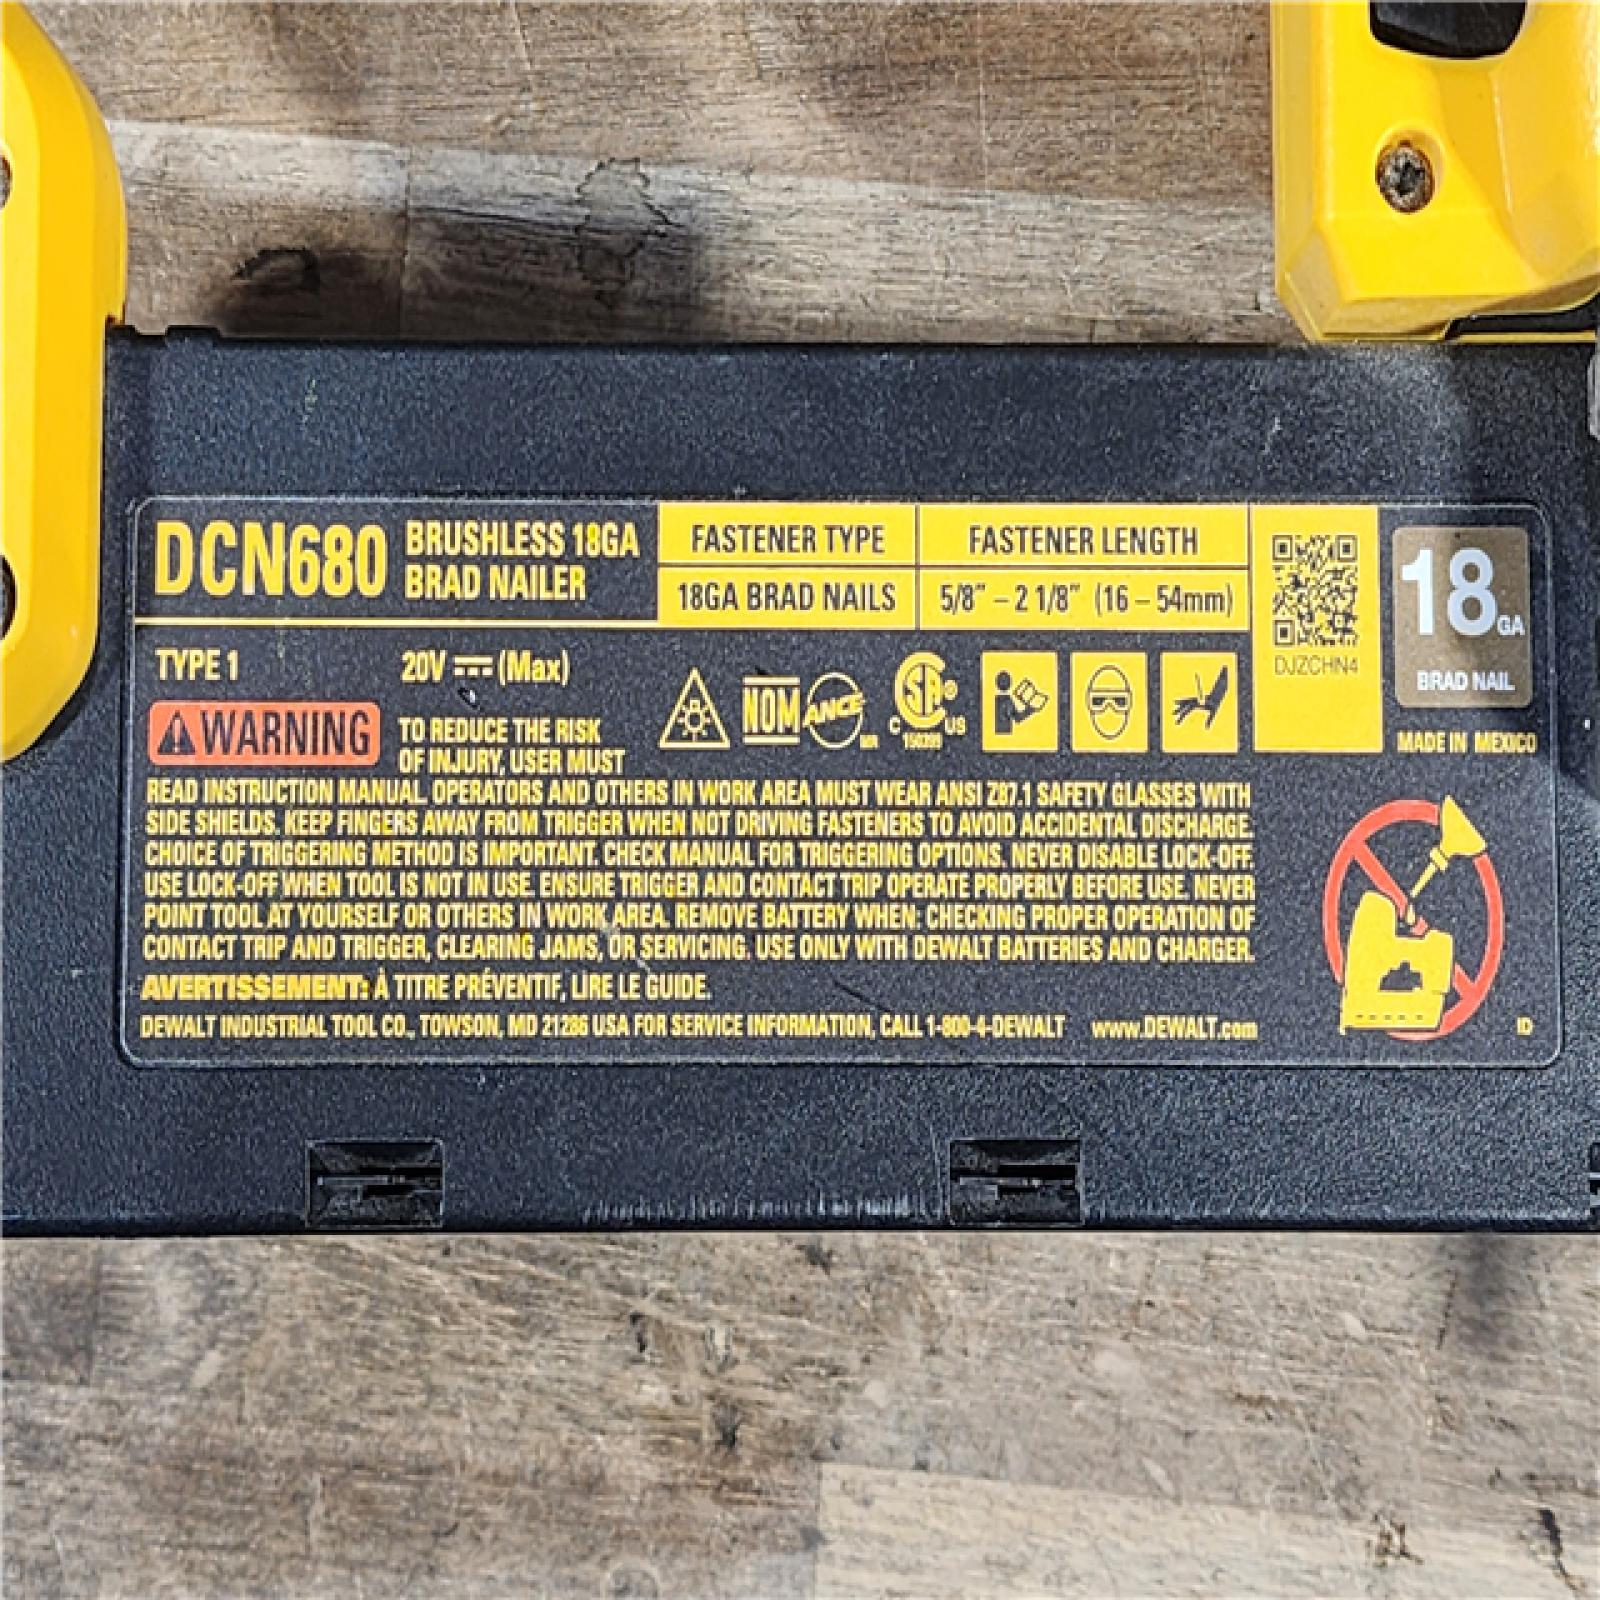 DCN680
BRUSHLESS 18GA
BRAD NAILER
FASTENER TYPE
18GA BRAD NAILS
FASTENER LENGTH
5/8" – 2 1/8" (16 – 54mm)
DJZCHN4
18GA
BRAD NAIL
MADE IN MEXICO
TYPE 1
20V (Max)
NOM
ANCE
SA
®
C US
WARNING
TO REDUCE THE RISK
OF INJURY, USER MUST
READ INSTRUCTION MANUAL. OPERATORS AND OTHERS IN WORK AREA MUST WEAR ANSI Z87.1 SAFETY GLASSES WITH
SIDE SHIELDS. KEEP FINGERS AWAY FROM TRIGGER WHEN NOT DRIVING FASTENERS TO AVOID ACCIDENTAL DISCHARGE.
CHOICE OF TRIGGERING METHOD IS IMPORTANT. CHECK MANUAL FOR TRIGGERING OPTIONS. NEVER DISABLE LOCK-OFF.
USE LOCK-OFF WHEN TOOL IS NOT IN USE. ENSURE TRIGGER AND CONTACT TRIP OPERATE PROPERLY BEFORE USE. NEVER
POINT TOOL AT YOURSELF OR OTHERS IN WORK AREA. REMOVE BATTERY WHEN: CHECKING PROPER OPERATION OF
CONTACT TRIP AND TRIGGER, CLEARING JAMS, OR SERVICING. USE ONLY WITH DEWALT BATTERIES AND CHARGER.
AVERTISSEMENT: À TITRE PRÉVENTIF, LIRE LE GUIDE.
DEWALT INDUSTRIAL TOOL CO., TOWSON, MD 21286 USA FOR SERVICE INFORMATION, CALL 1-800-4-DEWALT www.DEWALT.com
ID